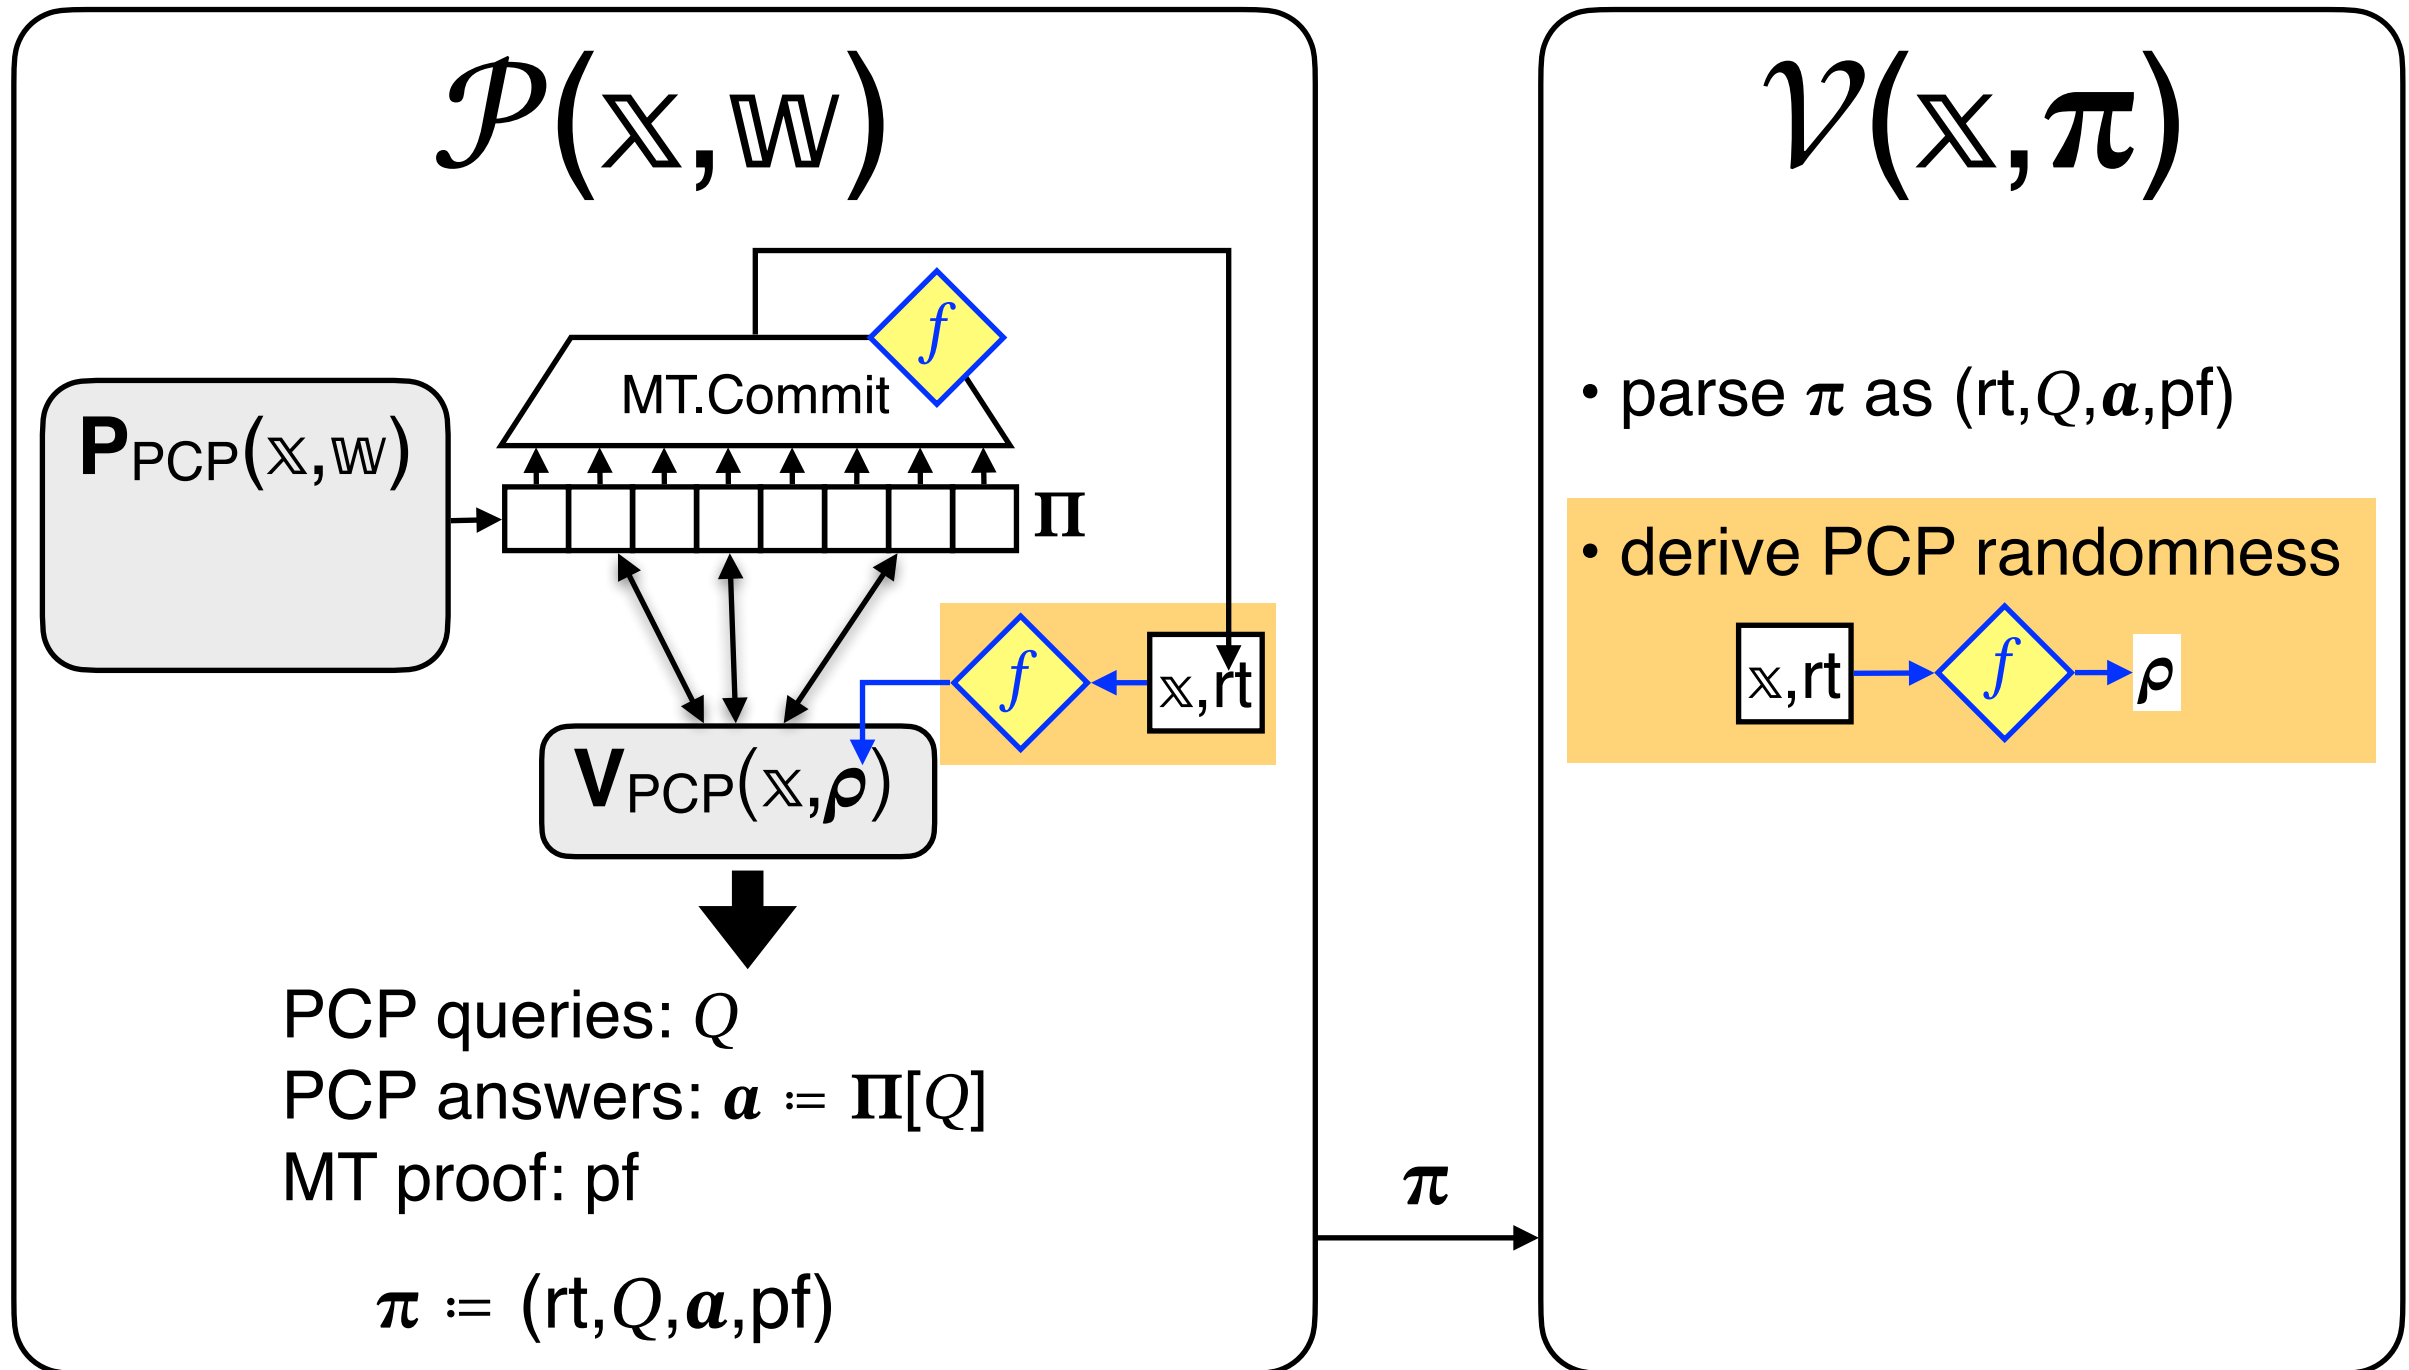 𝒫(𝕩,𝕨)
f
MT.Commit
P_PCP(𝕩,𝕨)
Π
f
𝕩,rt
V_PCP(𝕩,ρ)
PCP queries: Q
PCP answers: a := Π[Q]
MT proof: pf
π := (rt,Q,a,pf)
π
𝒱(𝕩,π)
• parse π as (rt,Q,a,pf)
• derive PCP randomness
𝕩,rt f ρ